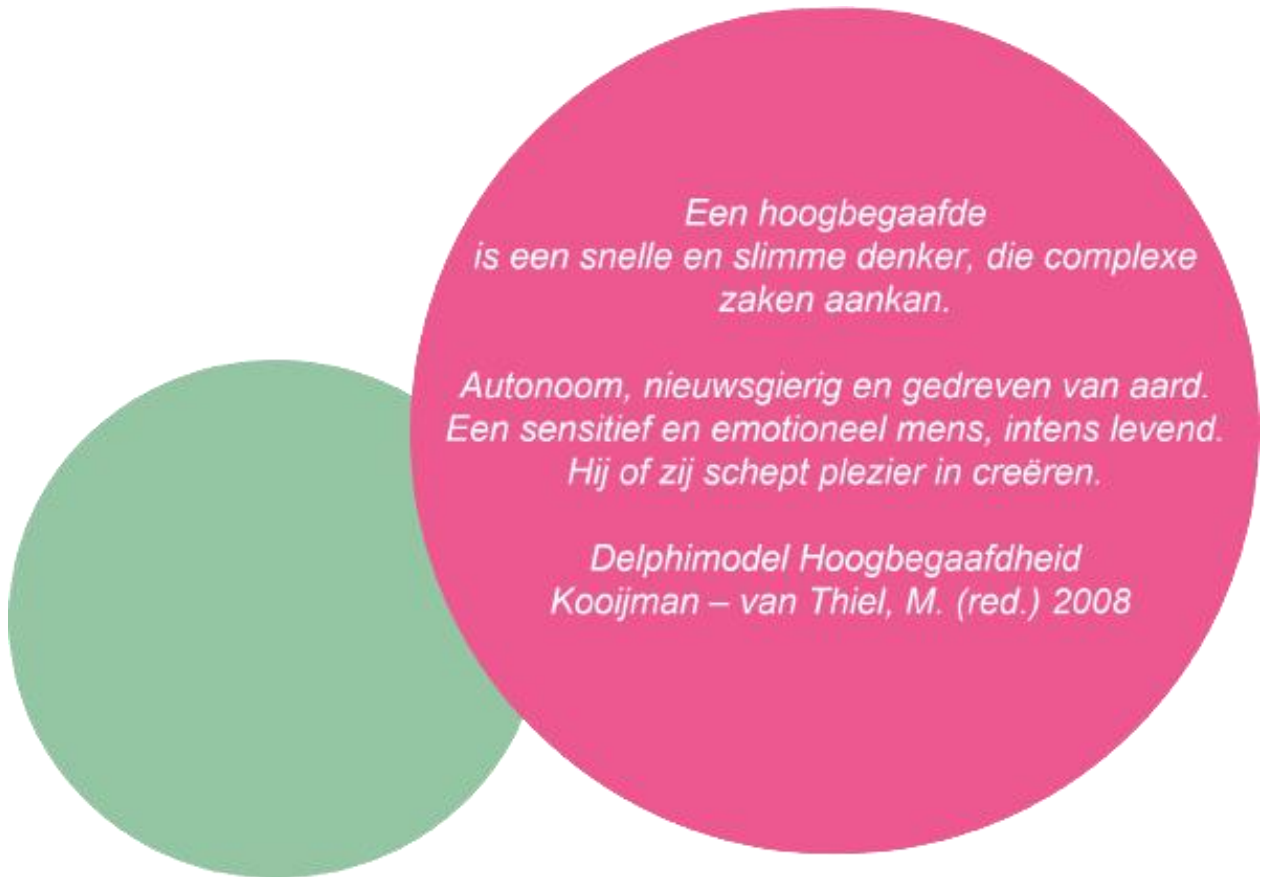 Een hoogbegaafde
is een snelle en slimme denker, die complexe
zaken aankan.
Autonoom, nieuwsgierig en gedreven van aard.
Een sensitief en emotioneel mens, intens levend.
Hij of zij schept plezier in creëren.
Delphimodel Hoogbegaafdheid
Kooijman – van Thiel, M. (red.) 2008